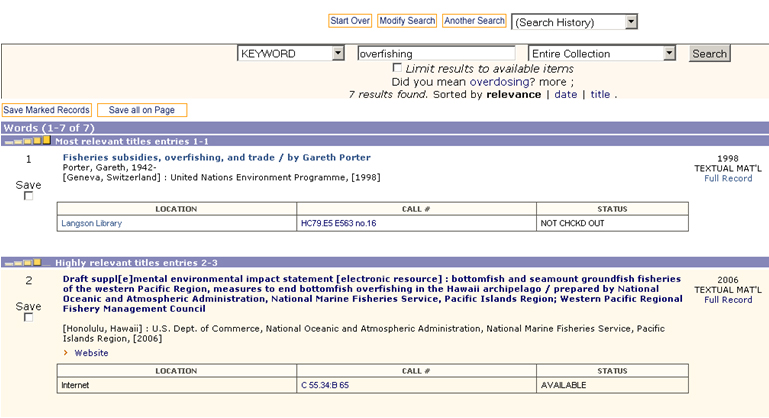 Start Over Modify Search Another Search (Search History)
KEYWORD overfishing Entire Collection Search
Limit results to available items
Did you mean overdosing? more ;
7 results found. Sorted by relevance | date | title .
Save Marked Records Save all on Page
Words (1-7 of 7)
Most relevant titles entries 1-1
1 Fisheries subsidies, overfishing, and trade / by Gareth Porter 1998
Porter, Gareth, 1942- TEXTUAL MAT'L
[Geneva, Switzerland] : United Nations Environment Programme, [1998] Full Record
Save
LOCATION CALL # STATUS
Langson Library HC79.E5 E563 no.16 NOT CHCKD OUT
Highly relevant titles entries 2-3
2 Draft suppl[e]mental environmental impact statement [electronic resource] : bottomfish and seamount groundfish fisheries 2006
of the western Pacific Region, measures to end bottomfish overfishing in the Hawaii archipelago / prepared by National TEXTUAL MAT'L
Oceanic and Atmospheric Administration, National Marine Fisheries Service, Pacific Islands Region; Western Pacific Regional Full Record
Fishery Management Council
Save
[Honolulu, Hawaii] : U.S. Dept. of Commerce, National Oceanic and Atmospheric Administration, National Marine Fisheries Service, Pacific
Islands Region, [2006]
Website
LOCATION CALL # STATUS
Internet C 55.34:B 65 AVAILABLE